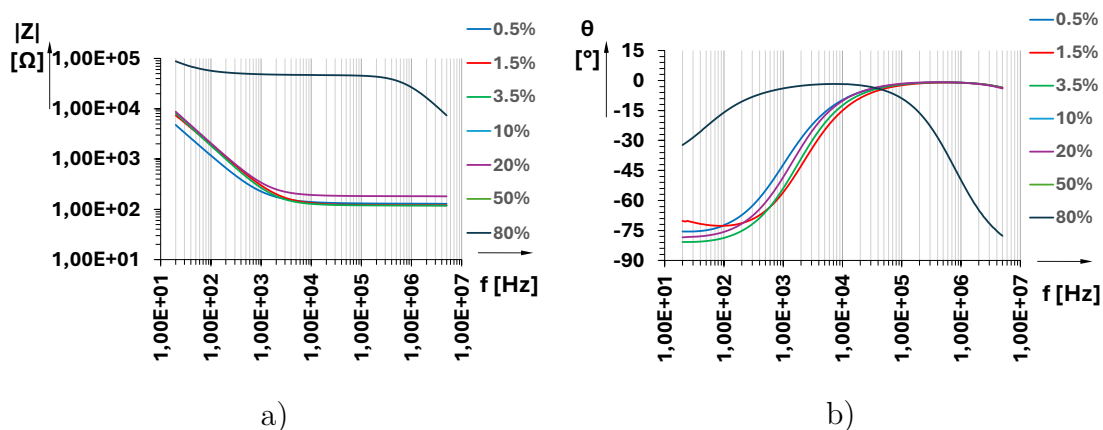 |Z|
[Ω]
1,00E+05
1,00E+04
1,00E+03
1,00E+02
1,00E+01
1,00E+01
1,00E+02
1,00E+03
1,00E+04
1,00E+05
1,00E+06
1,00E+07
f [Hz]
0.5%
1.5%
3.5%
10%
20%
50%
80%
a)
θ
[°]
15
0
-15
-30
-45
-60
-75
-90
1,00E+01
1,00E+02
1,00E+03
1,00E+04
1,00E+05
1,00E+06
1,00E+07
f [Hz]
0.5%
1.5%
3.5%
10%
20%
50%
80%
b)